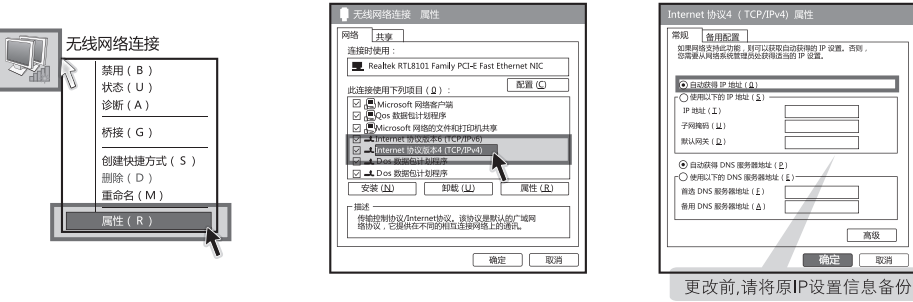 无线网络连接
禁用 ( B )
状态 ( U )
诊断 ( A )
桥接 ( G )
创建快捷方式 ( S )
删除 ( D )
重命名 ( M )
属性 ( R )
无线网络连接 属性
网络 共享
连接时使用：
Realtek RTL8101 Family PCI-E Fast Ethernet NIC
配置 (C)
此连接使用下列项目 ( O )：
Microsoft 网络客户端
Qos 数据包计划程序
Microsoft 网络的文件和打印机共享
Internet 协议版本6 (TCP/IPv6)
Internet 协议版本4 (TCP/IPv4)
Dos 数据包计划程序
Dos 数据包计划程序
安装 (N) 卸载 (U) 属性 (R)
描述
传输控制协议/Internet协议。该协议是默认的广域网
络协议，它提供在不同的相互连接网络上的通讯。
确定 取消
Internet 协议4 （TCP/IPv4）属性
常规 备用配置
如果网络支持此功能，则可以获取自动获得的 IP 设置。否则，
您需要从网络系统管理员处获得适当的 IP 设置。
自动获得 IP 地址 ( O )
使用以下的 IP 地址 ( S )
IP 地址 ( I )
子网掩码 ( U )
默认网关 ( D )
自动获得 DNS 服务器地址 ( P )
使用以下的 DNS 服务器地址 ( E )
首选 DNS 服务器地址 ( F )
备用 DNS 服务器地址 ( A )
高级
确定 取消
更改前,请将原IP设置信息备份